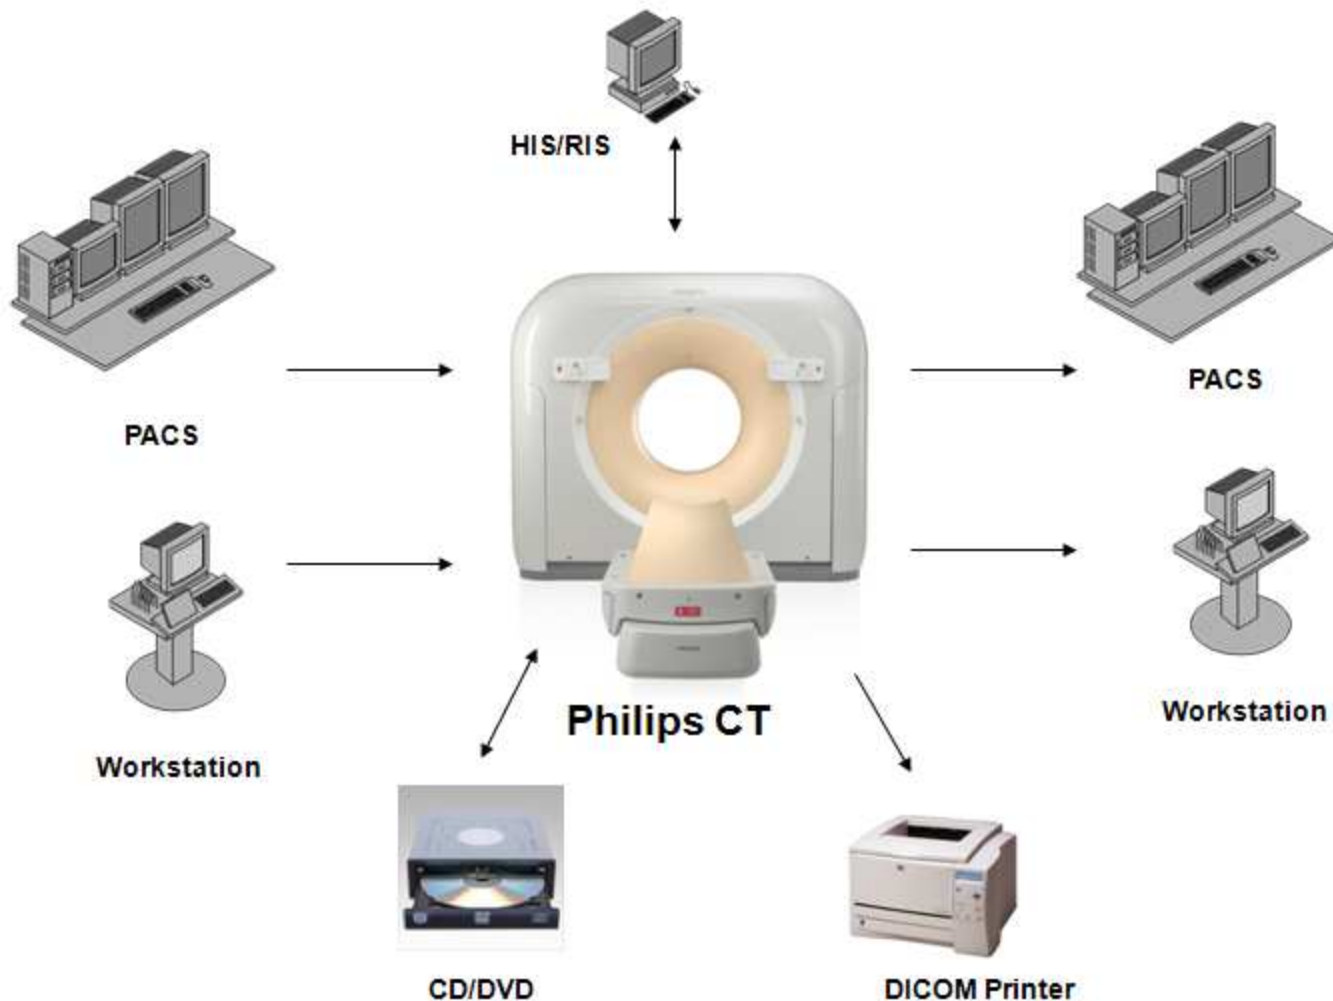 HIS/RIS
PACS
PACS
Workstation
Workstation
Philips CT
CD/DVD
DICOM Printer